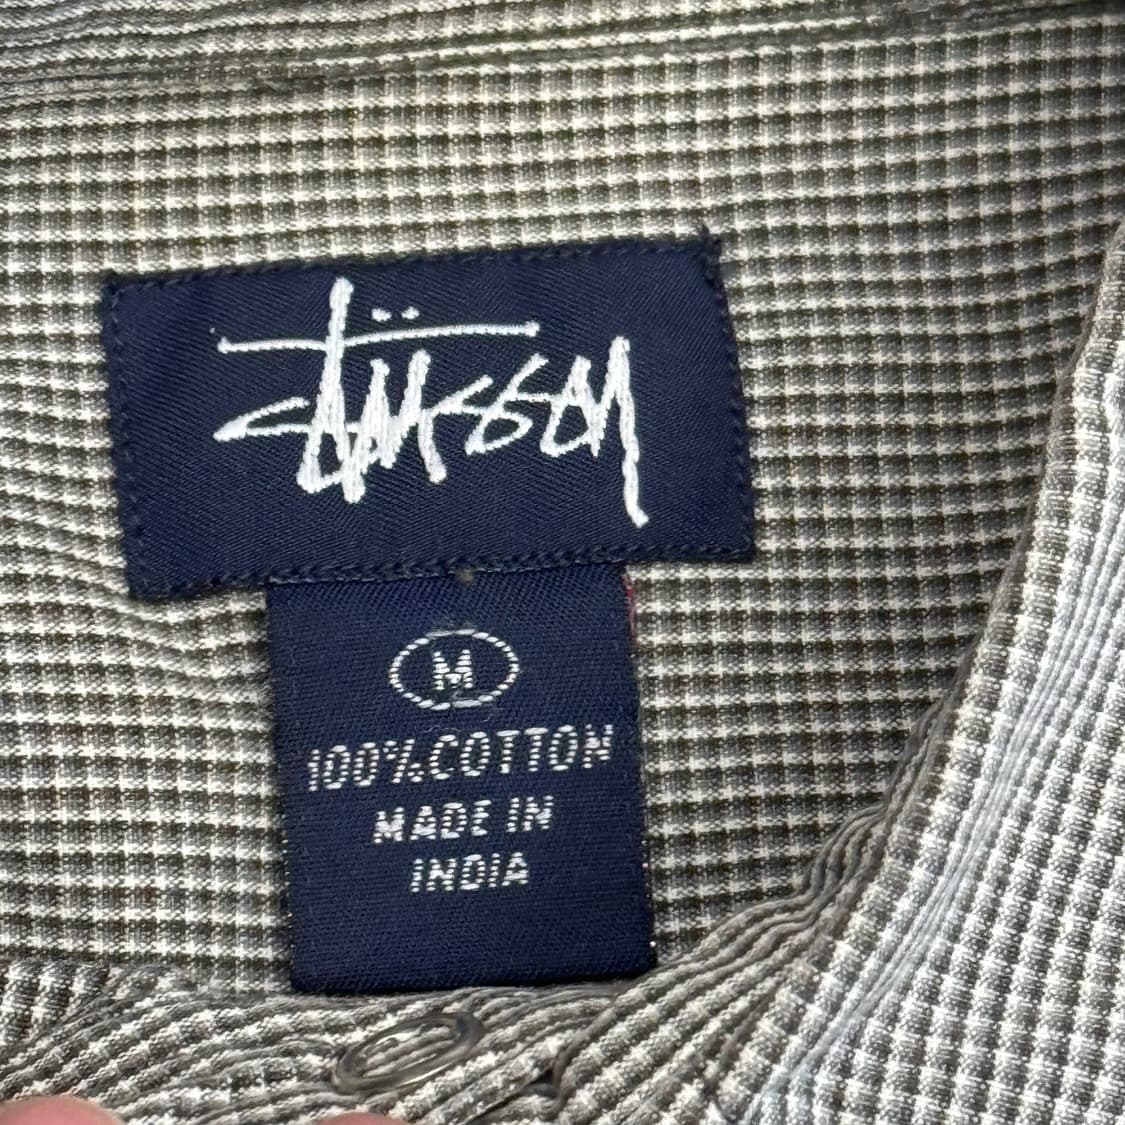 Stüssy
M
100% COTTON
MADE IN
INDIA